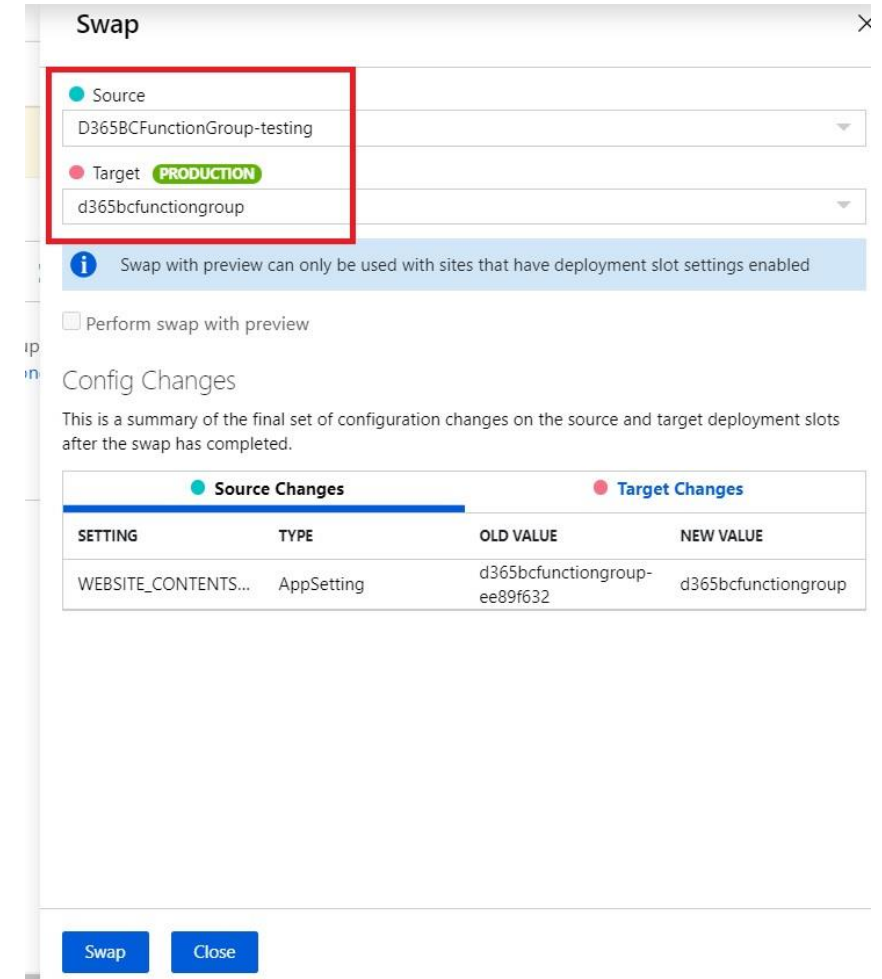 Swap
Source
D365BCFunctionGroup-testing
Target PRODUCTION
d365bcfunctiongroup
Swap with preview can only be used with sites that have deployment slot settings enabled
Perform swap with preview
Config Changes
This is a summary of the final set of configuration changes on the source and target deployment slots
after the swap has completed.
Source Changes Target Changes
SETTING TYPE OLD VALUE NEW VALUE
WEBSITE_CONTENTS... AppSetting d365bcfunctiongroup-
ee89f632 d365bcfunctiongroup
Swap Close